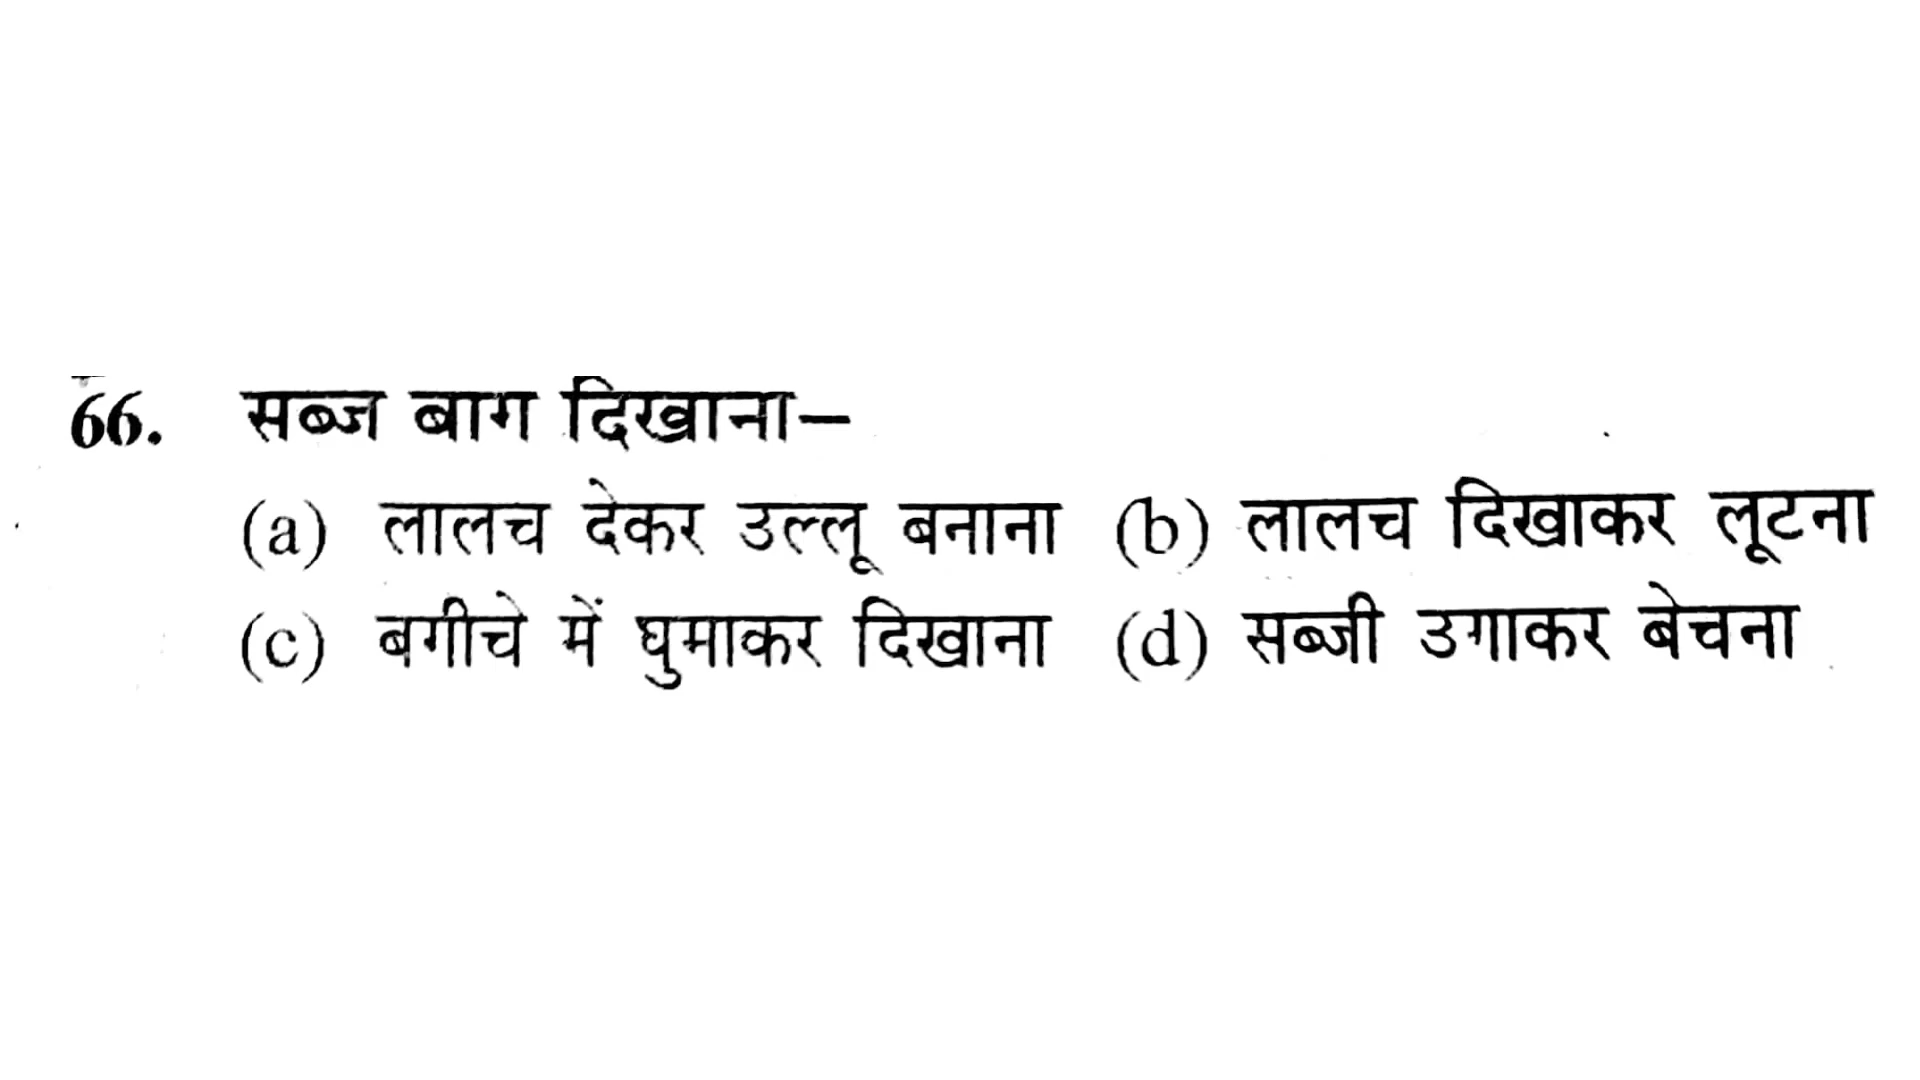 66. सब्ज बाग दिखाना–
(a) लालच देकर उल्लू बनाना (b) लालच दिखाकर लूटना
(c) बगीचे में घुमाकर दिखाना (d) सब्जी उगाकर बेचना